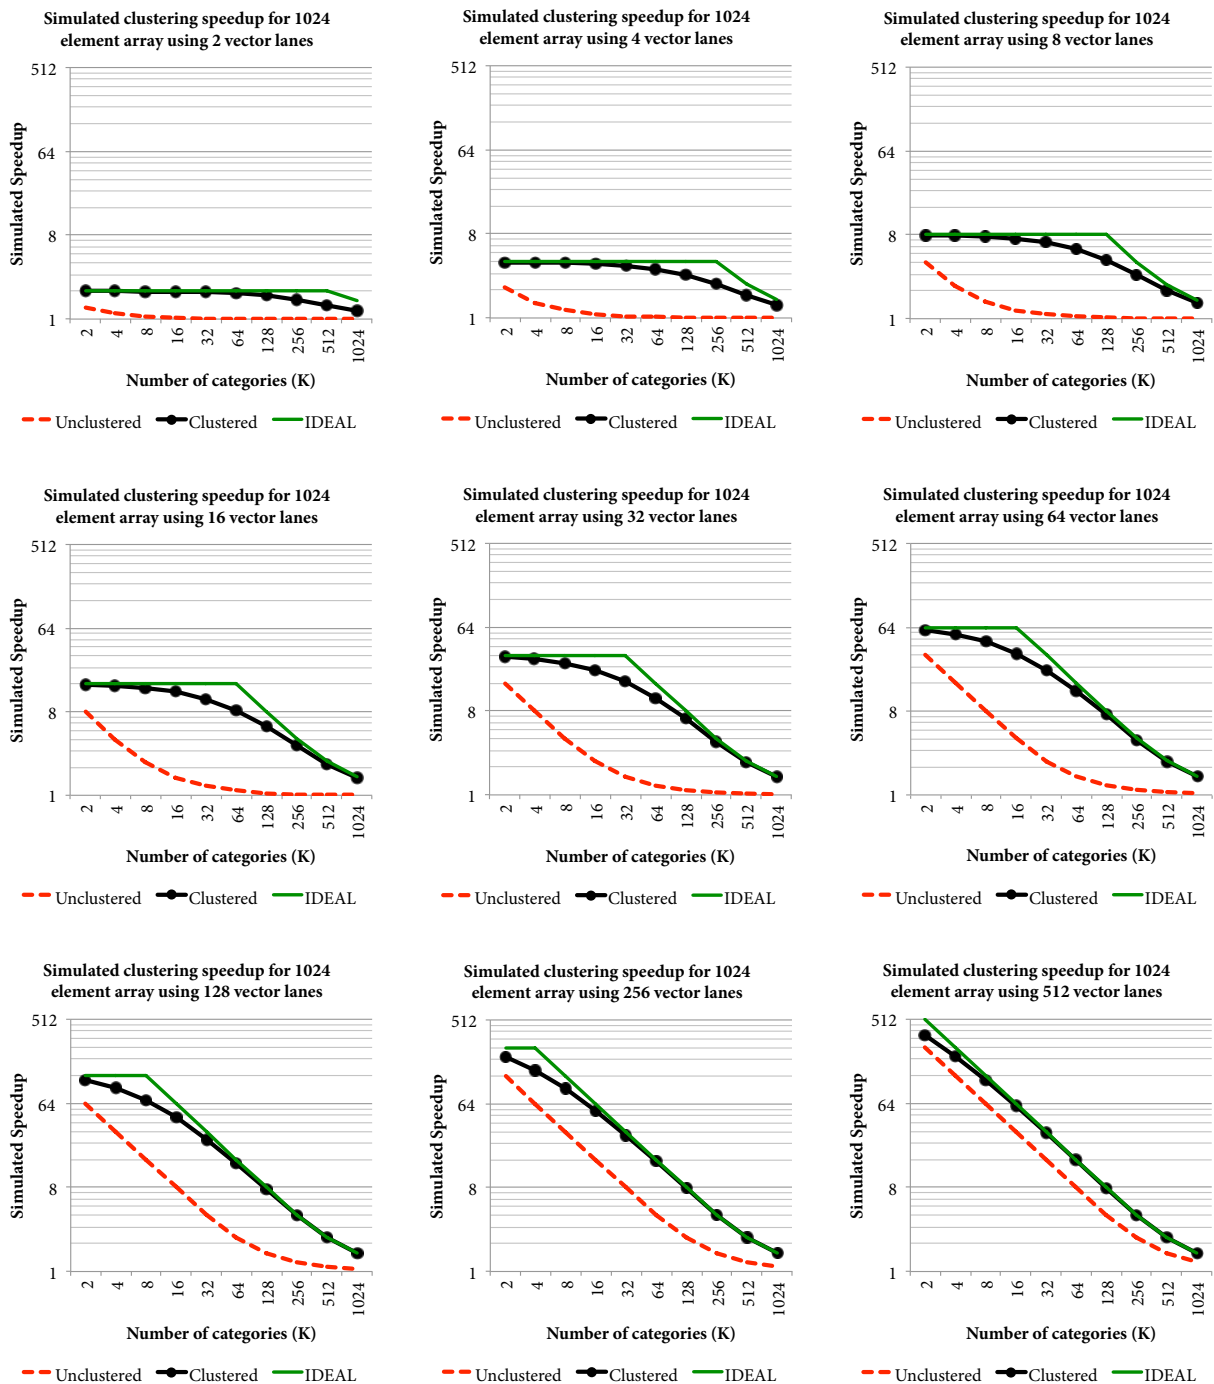 Simulated clustering speedup for 1024
element array using 2 vector lanes
512
64
8
1
Simulated Speedup
2 4 8 16 32 64 128 256 512 1024
Number of categories (K)
Unclustered Clustered IDEAL
Simulated clustering speedup for 1024
element array using 4 vector lanes
512
64
8
1
Simulated Speedup
2 4 8 16 32 64 128 256 512 1024
Number of categories (K)
Unclustered Clustered IDEAL
Simulated clustering speedup for 1024
element array using 8 vector lanes
512
64
8
1
Simulated Speedup
2 4 8 16 32 64 128 256 512 1024
Number of categories (K)
Unclustered Clustered IDEAL
Simulated clustering speedup for 1024
element array using 16 vector lanes
512
64
8
1
Simulated Speedup
2 4 8 16 32 64 128 256 512 1024
Number of categories (K)
Unclustered Clustered IDEAL
Simulated clustering speedup for 1024
element array using 32 vector lanes
512
64
8
1
Simulated Speedup
2 4 8 16 32 64 128 256 512 1024
Number of categories (K)
Unclustered Clustered IDEAL
Simulated clustering speedup for 1024
element array using 64 vector lanes
512
64
8
1
Simulated Speedup
2 4 8 16 32 64 128 256 512 1024
Number of categories (K)
Unclustered Clustered IDEAL
Simulated clustering speedup for 1024
element array using 128 vector lanes
512
64
8
1
Simulated Speedup
2 4 8 16 32 64 128 256 512 1024
Number of categories (K)
Unclustered Clustered IDEAL
Simulated clustering speedup for 1024
element array using 256 vector lanes
512
64
8
1
Simulated Speedup
2 4 8 16 32 64 128 256 512 1024
Number of categories (K)
Unclustered Clustered IDEAL
Simulated clustering speedup for 1024
element array using 512 vector lanes
512
64
8
1
Simulated Speedup
2 4 8 16 32 64 128 256 512 1024
Number of categories (K)
Unclustered Clustered IDEAL